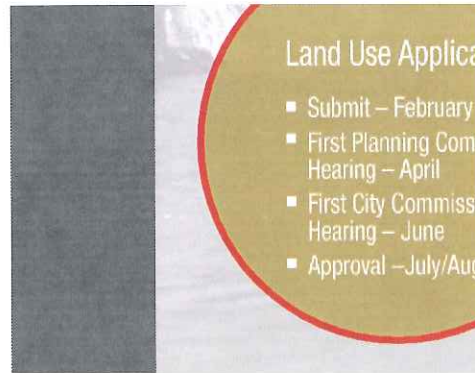 Land Use Applica
▪ Submit – February
▪ First Planning Com
Hearing – April
▪ First City Commiss
Hearing – June
▪ Approval –July/Aug